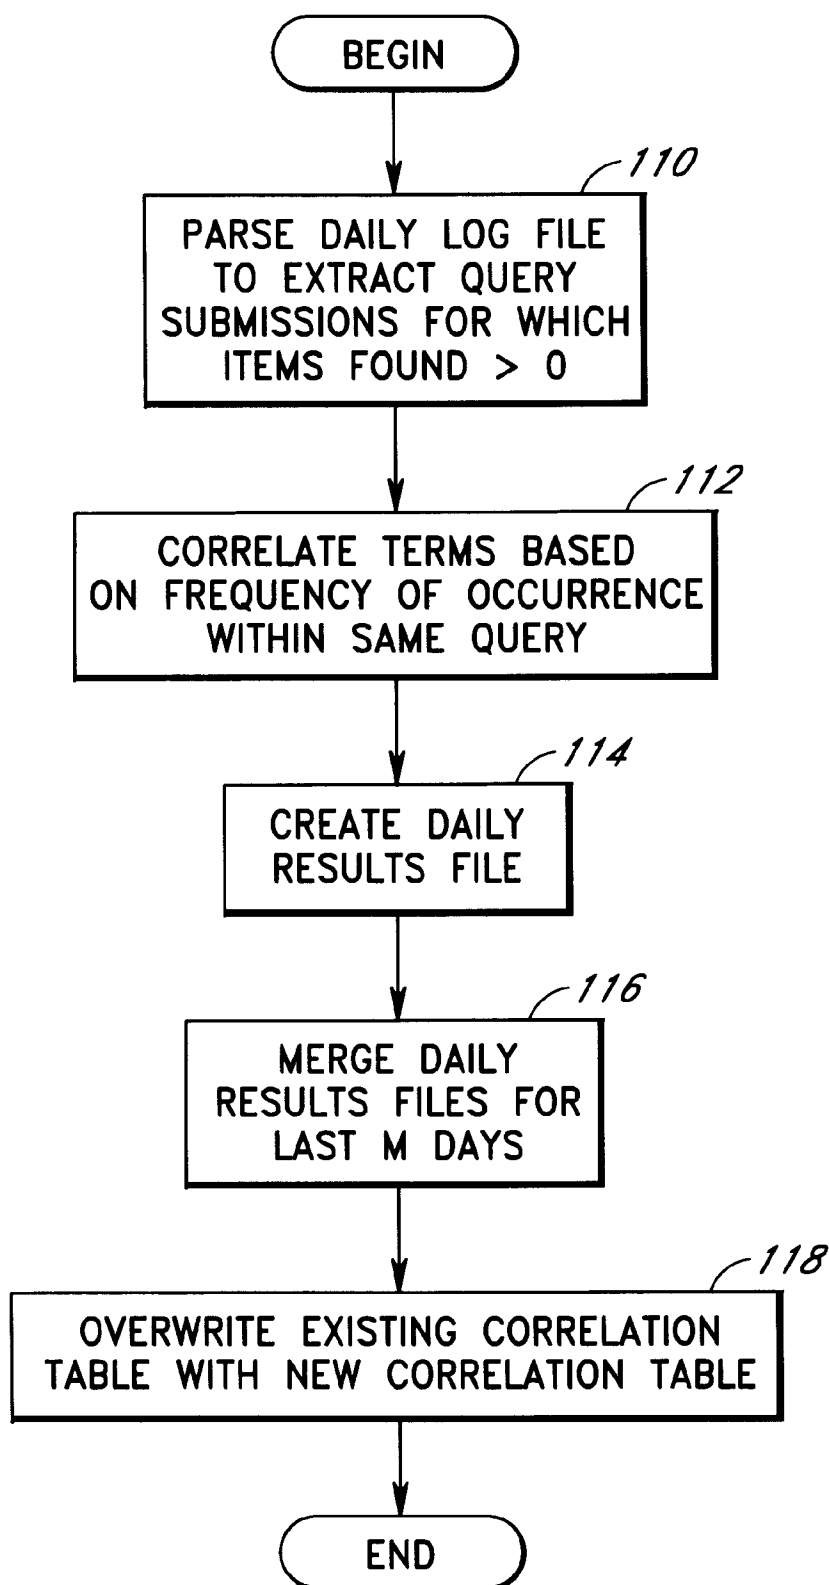 BEGIN
110
PARSE DAILY LOG FILE
TO EXTRACT QUERY
SUBMISSIONS FOR WHICH
ITEMS FOUND > 0
112
CORRELATE TERMS BASED
ON FREQUENCY OF OCCURRENCE
WITHIN SAME QUERY
114
CREATE DAILY
RESULTS FILE
116
MERGE DAILY
RESULTS FILES FOR
LAST M DAYS
118
OVERWRITE EXISTING CORRELATION
TABLE WITH NEW CORRELATION TABLE
END